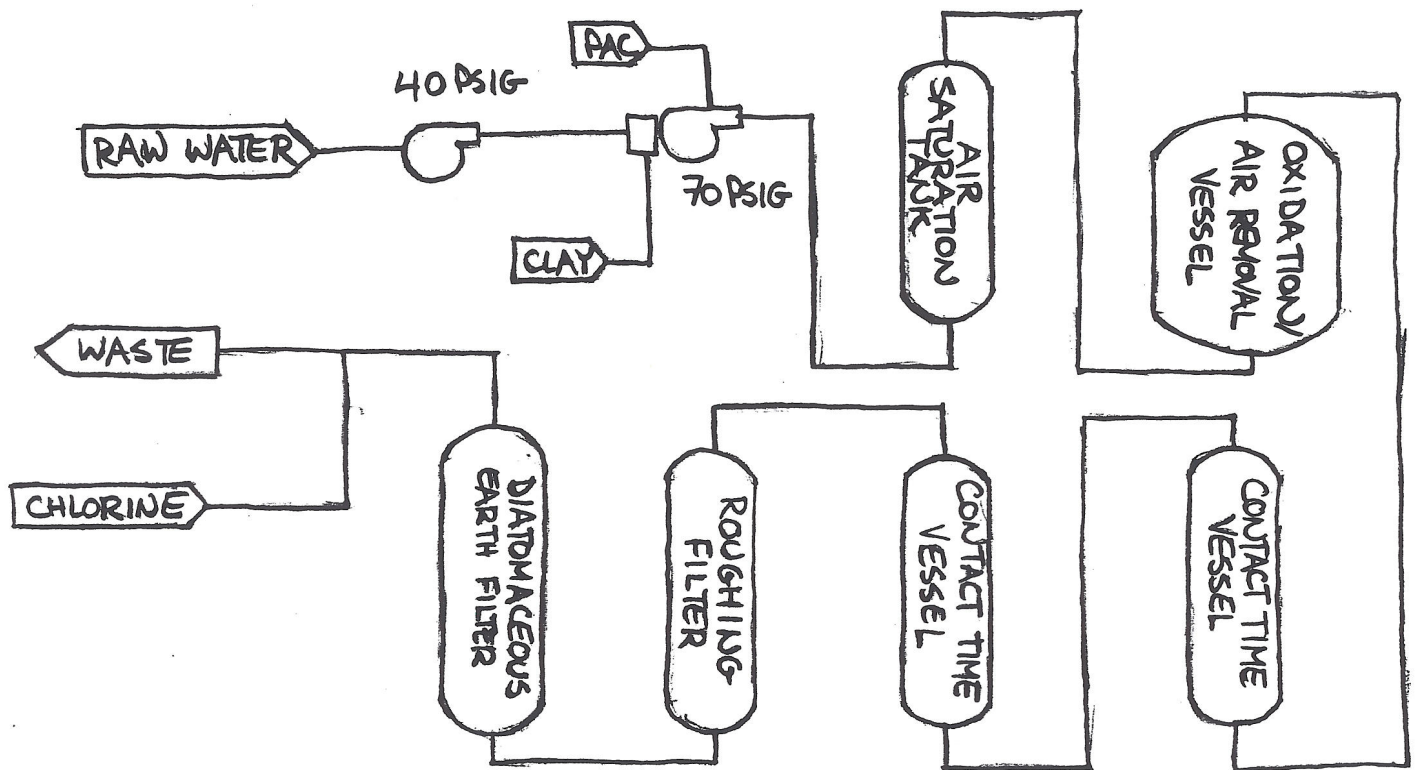 PAC
40 PSIG
RAW WATER
70 PSIG
CLAY
AIR
SATURATION
TANK
OXIDATION/
AIR REMOVAL
VESSEL
WASTE
CHLORINE
DIATOMACEOUS
EARTH FILTER
ROUGHING
FILTER
CONTACT TIME
VESSEL
CONTACT TIME
VESSEL